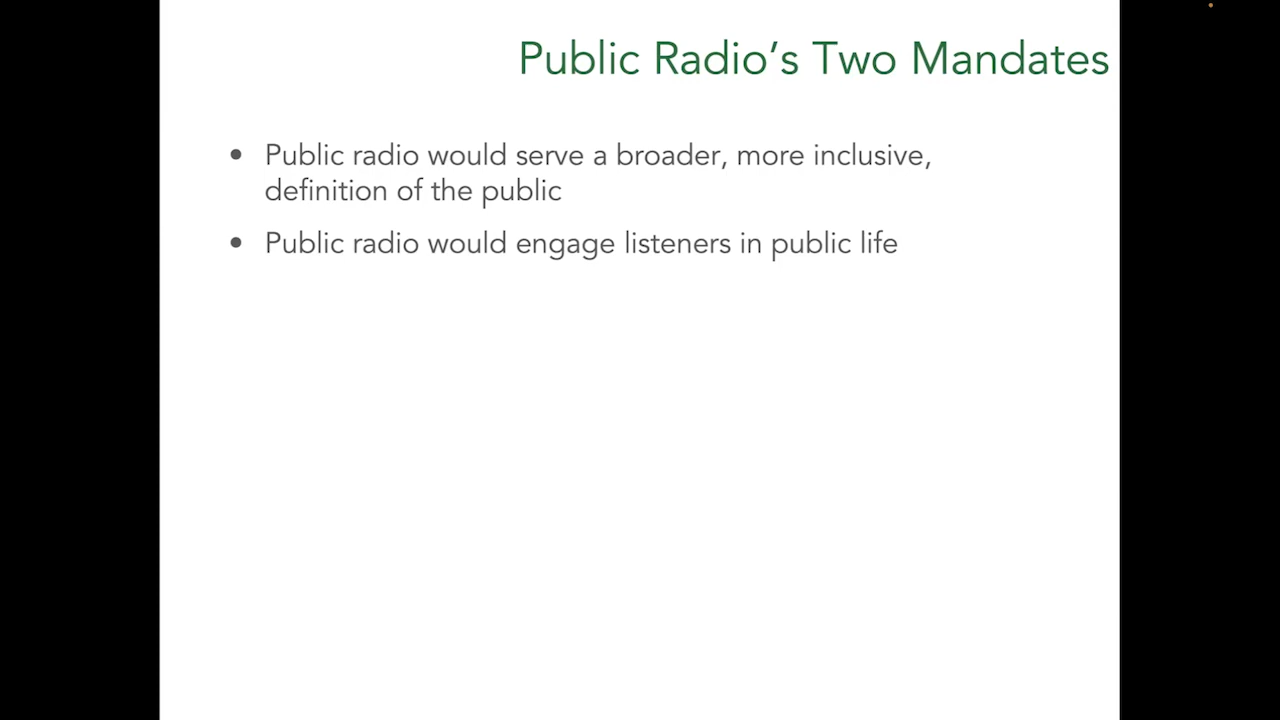 Public Radio’s Two Mandates
• Public radio would serve a broader, more inclusive,
definition of the public
• Public radio would engage listeners in public life